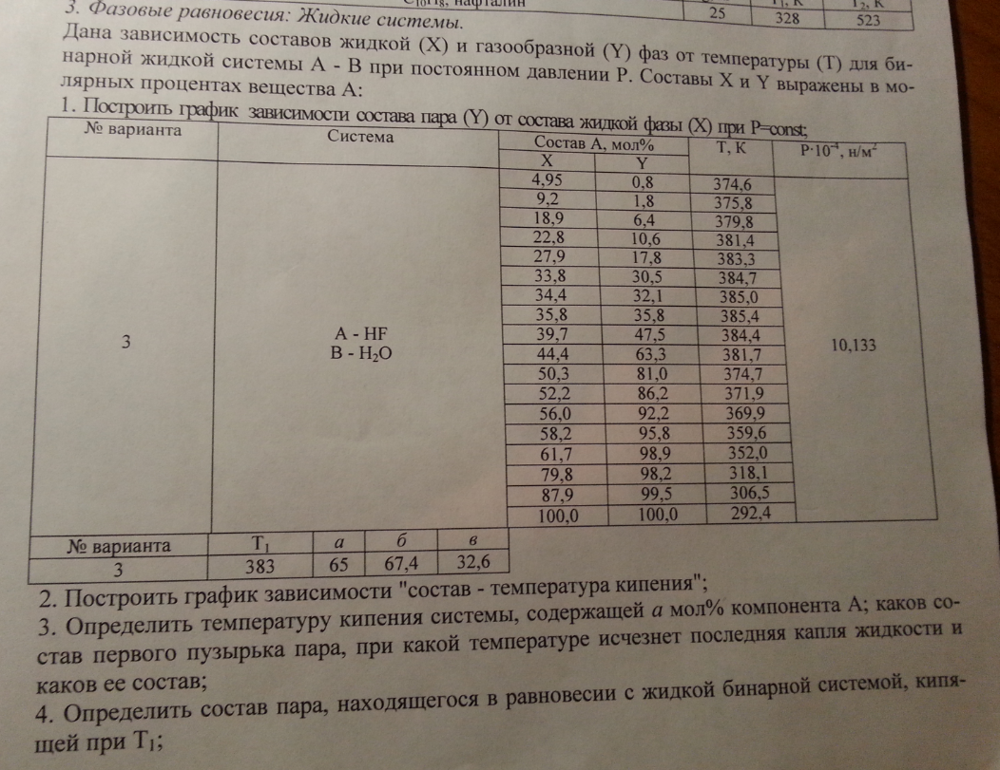 C₁₀H₈, нафталин T₁, К T₂, К
3. Фазовые равновесия: Жидкие системы. 25 328 523
Дана зависимость составов жидкой (X) и газообразной (Y) фаз от температуры (T) для би-
нарной жидкой системы А - В при постоянном давлении Р. Составы X и Y выражены в мо-
лярных процентах вещества А:
1. Построить график зависимости состава пара (Y) от состава жидкой фазы (X) при P=const;
№ варианта Система Состав А, мол% Т, К Р·10⁻⁴, н/м²
X Y
4,95 0,8 374,6
9,2 1,8 375,8
18,9 6,4 379,8
22,8 10,6 381,4
27,9 17,8 383,3
33,8 30,5 384,7
34,4 32,1 385,0
35,8 35,8 385,4
3 A - HF 39,7 47,5 384,4 10,133
B - H₂O 44,4 63,3 381,7
50,3 81,0 374,7
52,2 86,2 371,9
56,0 92,2 369,9
58,2 95,8 359,6
61,7 98,9 352,0
79,8 98,2 318,1
87,9 99,5 306,5
100,0 100,0 292,4
№ варианта T₁ а б в
3 383 65 67,4 32,6
2. Построить график зависимости "состав - температура кипения";
3. Определить температуру кипения системы, содержащей а мол% компонента А; каков со-
став первого пузырька пара, при какой температуре исчезнет последняя капля жидкости и
каков ее состав;
4. Определить состав пара, находящегося в равновесии с жидкой бинарной системой, кипя-
щей при T₁;